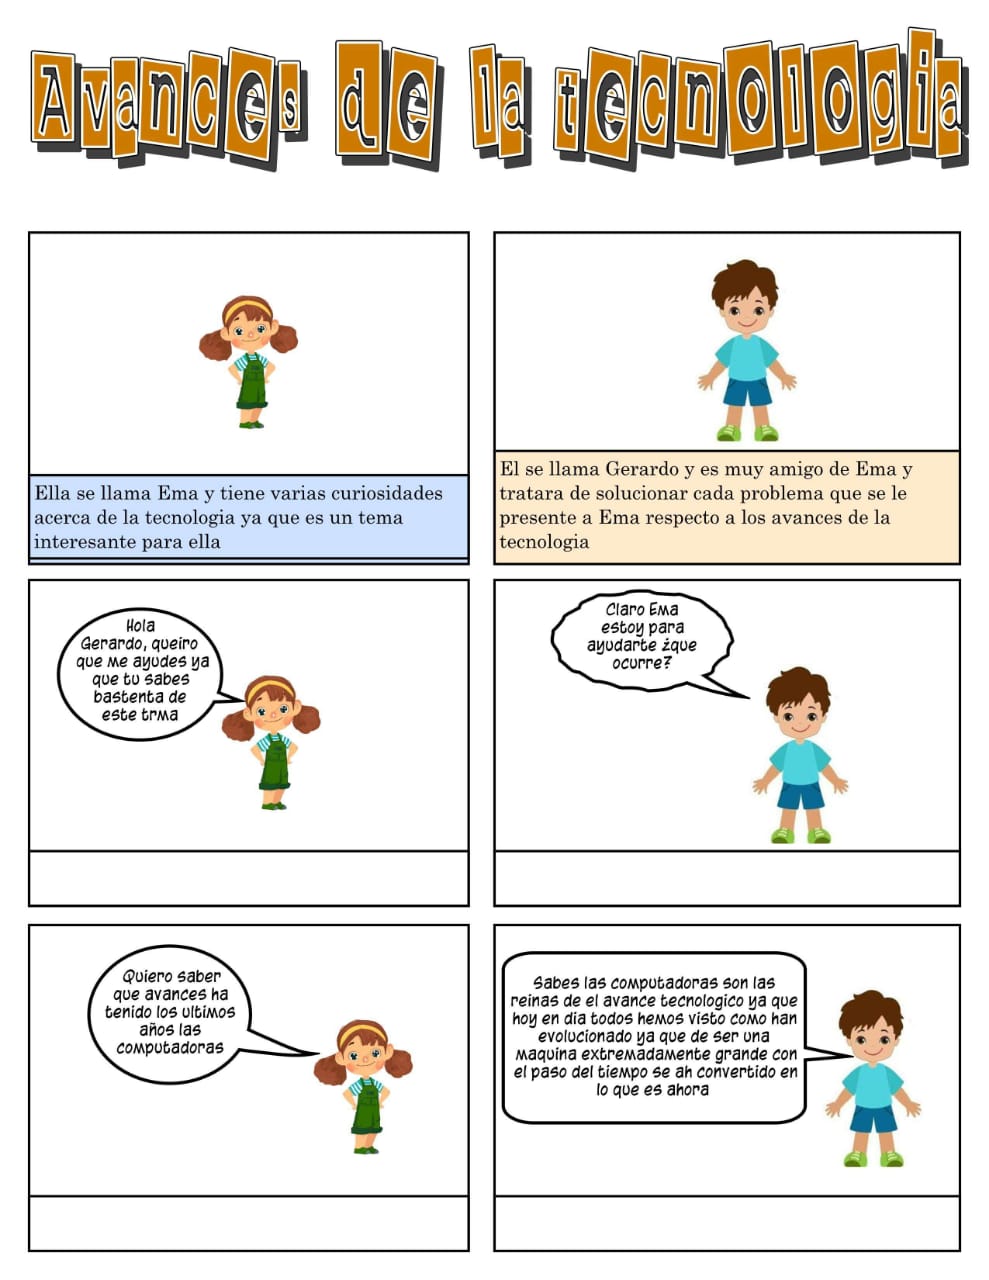 Avances de la tecnologia
Ella se llama Ema y tiene varias curiosidades
acerca de la tecnologia ya que es un tema
interesante para ella
El se llama Gerardo y es muy amigo de Ema y
tratara de solucionar cada problema que se le
presente a Ema respecto a los avances de la
tecnologia
Hola
Gerardo, queiro
que me ayudes ya
que tu sabes
bastenta de
este trma
Claro Ema
estoy para
ayudarte ¿que
ocurre?
Quiero saber
que avances ha
tenido los ultimos
años las
computadoras
Sabes las computadoras son las
reinas de el avance tecnologico ya que
hoy en dia todos hemos visto como han
evolucionado ya que de ser una
maquina extremadamente grande con
el paso del tiempo se ah convertido en
lo que es ahora